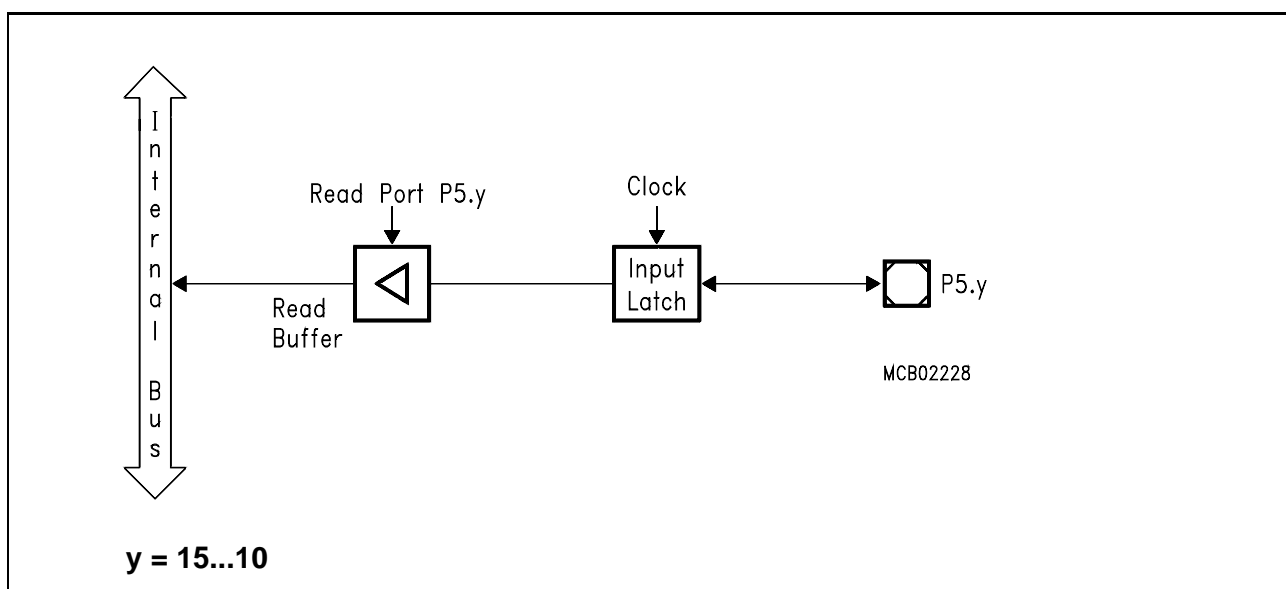 Internal Bus
Read Port P5.y
Clock
Input
Latch
P5.y
Read
Buffer
MCB02228
y = 15...10